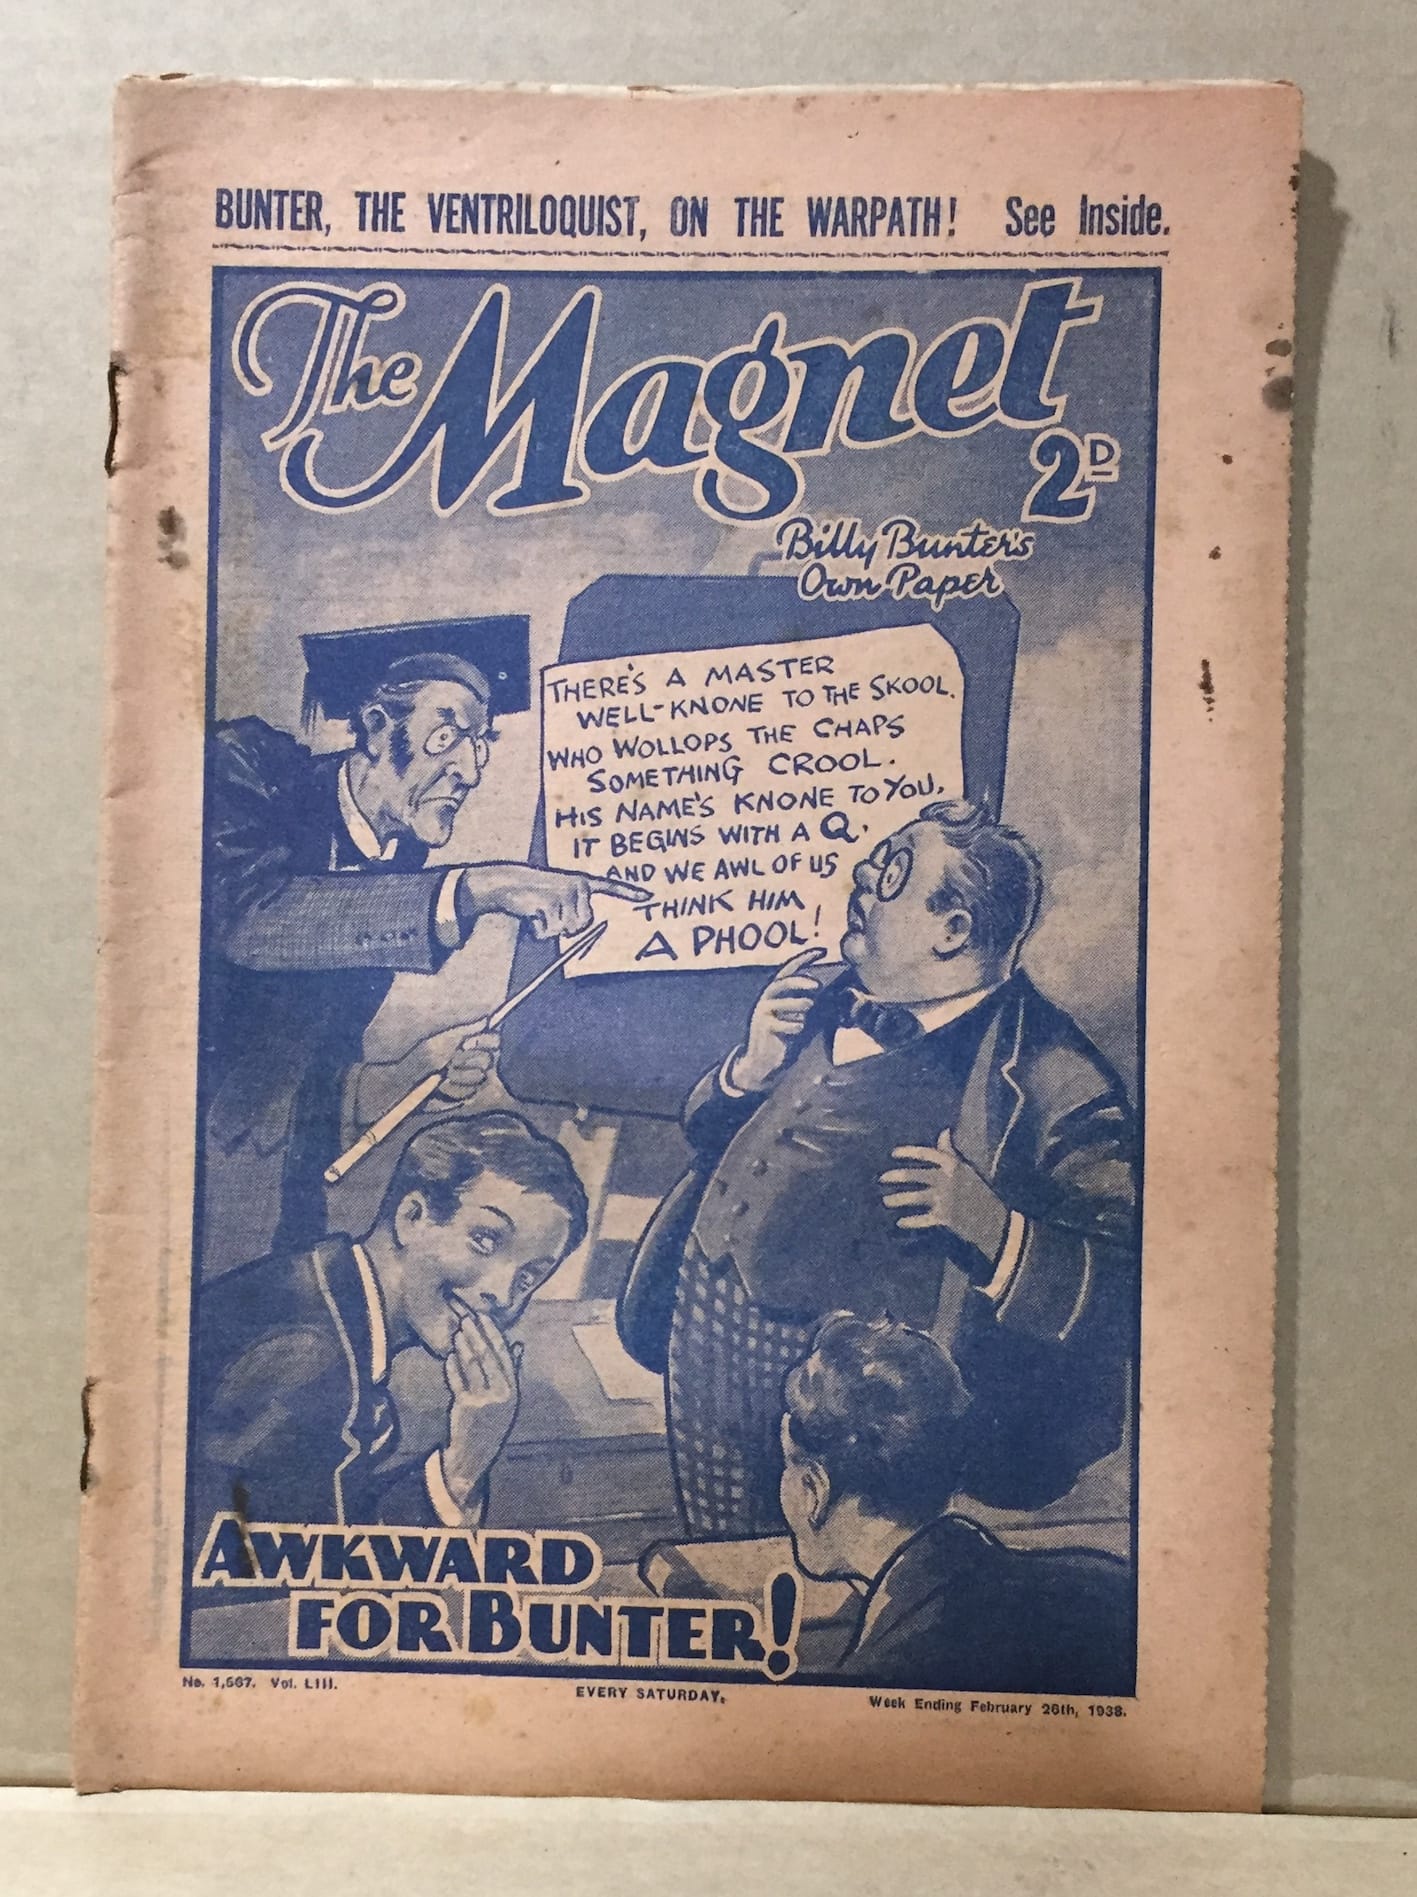 BUNTER, THE VENTRILOQUIST, ON THE WARPATH! See Inside.
The Magnet
2D
Billy Bunter's
Own Paper
THERE'S A MASTER
WELL-KNONE TO THE SKOOL.
WHO WOLLOPS THE CHAPS
SOMETHING CROOL.
HIS NAME'S KNONE TO YOU,
IT BEGINS WITH A Q.
AND WE AWL OF US
THINK HIM
A PHOOL!
AWKWARD
FOR BUNTER!
No. 1,567. Vol. LIII.
EVERY SATURDAY.
Week Ending February 26th, 1938.